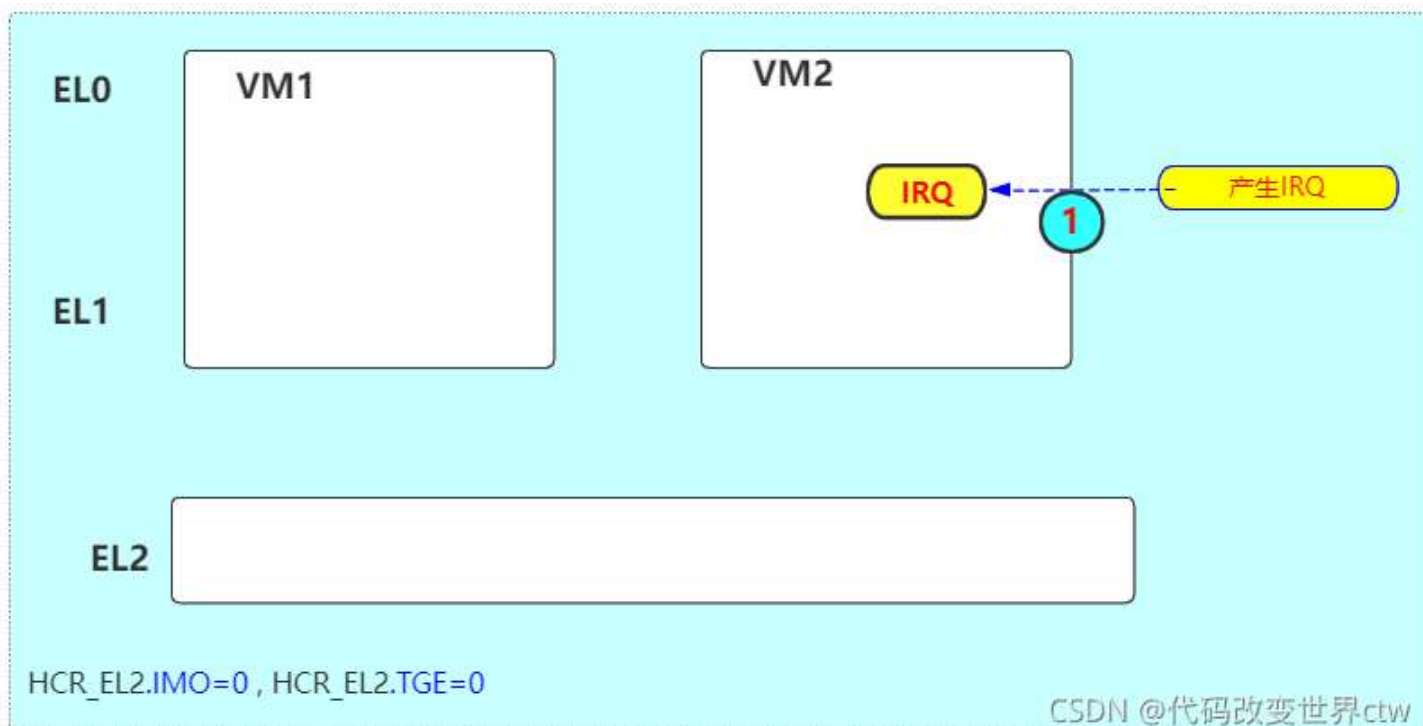 EL0
VM1
VM2
IRQ
产生IRQ
1
EL1
EL2
HCR_EL2.IMO=0 , HCR_EL2.TGE=0
CSDN @代码改变世界ctw